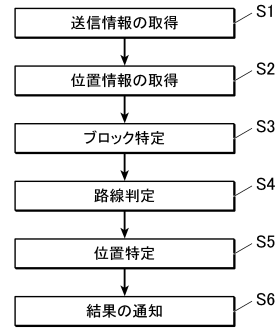 送信情報の取得 S1
位置情報の取得 S2
ブロック特定 S3
路線判定 S4
位置特定 S5
結果の通知 S6